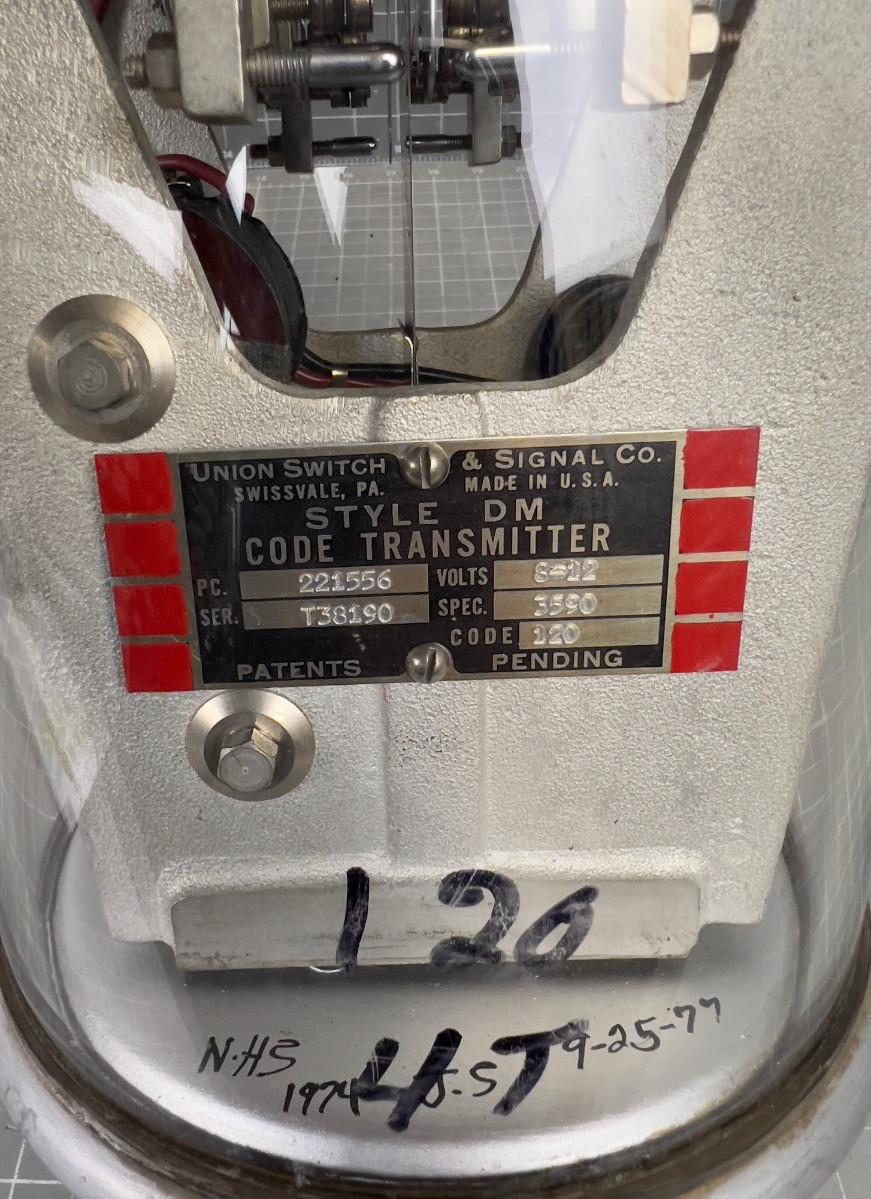 UNION SWITCH & SIGNAL CO.
SWISSVALE, PA. MADE IN U.S.A.
STYLE DM
CODE TRANSMITTER
PC. 221556 VOLTS 8-12
SER. T38190 SPEC. 3590
CODE 120
PATENTS PENDING
120
N.HS 4T 9-25-77
1974 J.S